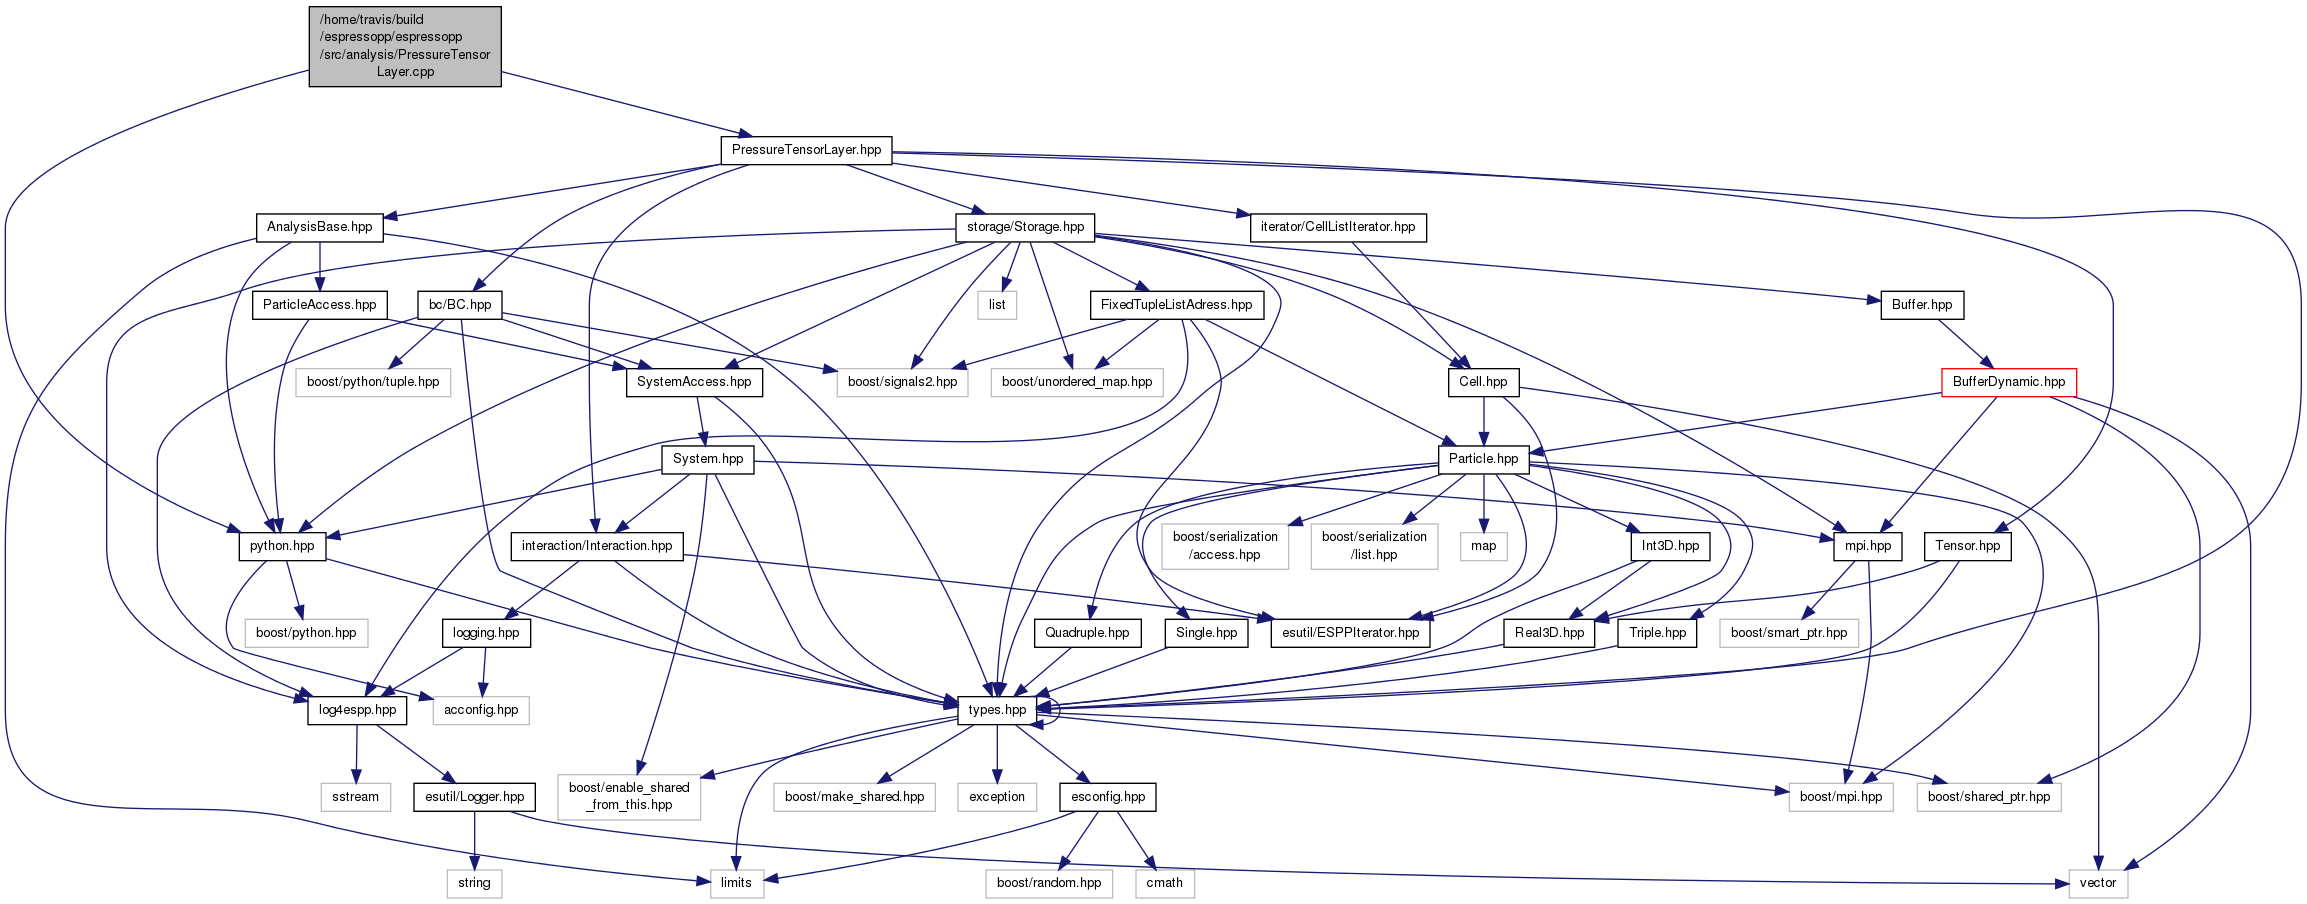 /home/travis/build
/espressopp/espressopp
/src/analysis/PressureTensor
Layer.cpp
PressureTensorLayer.hpp
AnalysisBase.hpp
storage/Storage.hpp
iterator/CellListIterator.hpp
ParticleAccess.hpp
bc/BC.hpp
list
FixedTupleListAdress.hpp
Buffer.hpp
boost/python/tuple.hpp
SystemAccess.hpp
boost/signals2.hpp
boost/unordered_map.hpp
Cell.hpp
BufferDynamic.hpp
System.hpp
Particle.hpp
python.hpp
interaction/Interaction.hpp
boost/serialization
/access.hpp
boost/serialization
/list.hpp
map
Int3D.hpp
mpi.hpp
Tensor.hpp
boost/python.hpp
logging.hpp
Quadruple.hpp
Single.hpp
esutil/ESPPIterator.hpp
Real3D.hpp
Triple.hpp
boost/smart_ptr.hpp
log4espp.hpp
acconfig.hpp
types.hpp
sstream
esutil/Logger.hpp
boost/enable_shared
_from_this.hpp
boost/make_shared.hpp
exception
esconfig.hpp
boost/mpi.hpp
boost/shared_ptr.hpp
string
limits
boost/random.hpp
cmath
vector